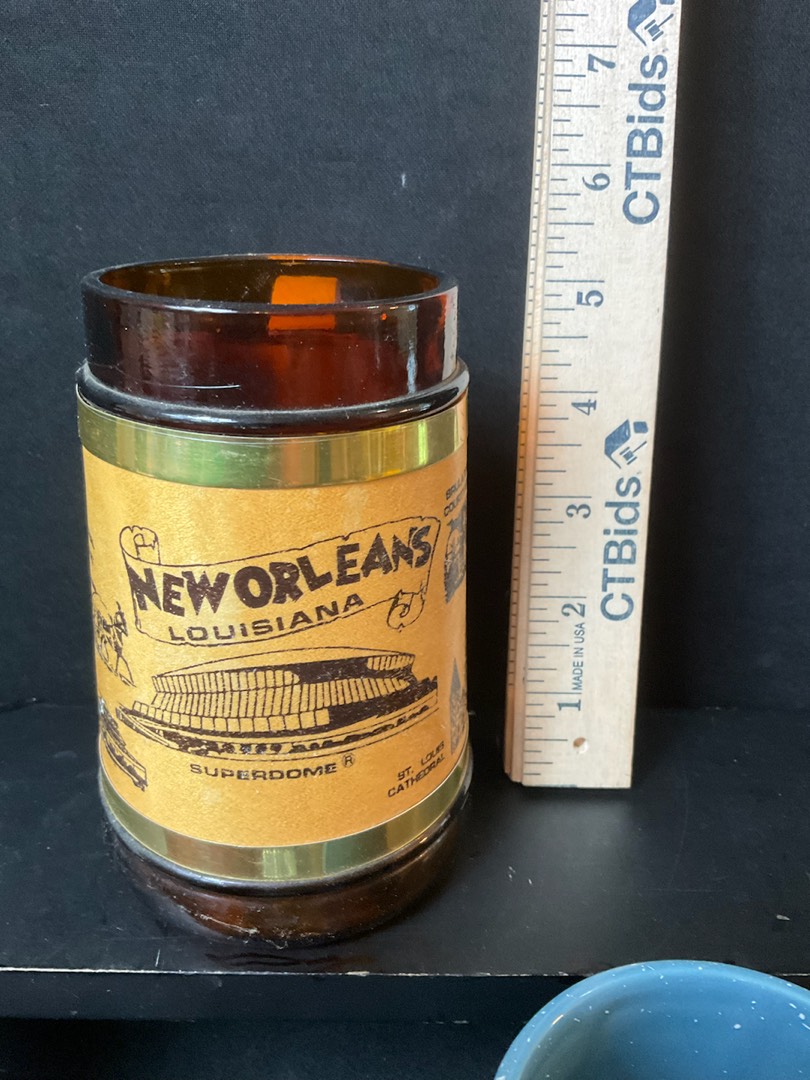 NEW ORLEANS
LOUISIANA
SUPERDOME®
ST. LOUIS
CATHEDRAL
7
6
5
4
3
2
1
CTBids
CTBids
MADE IN USA